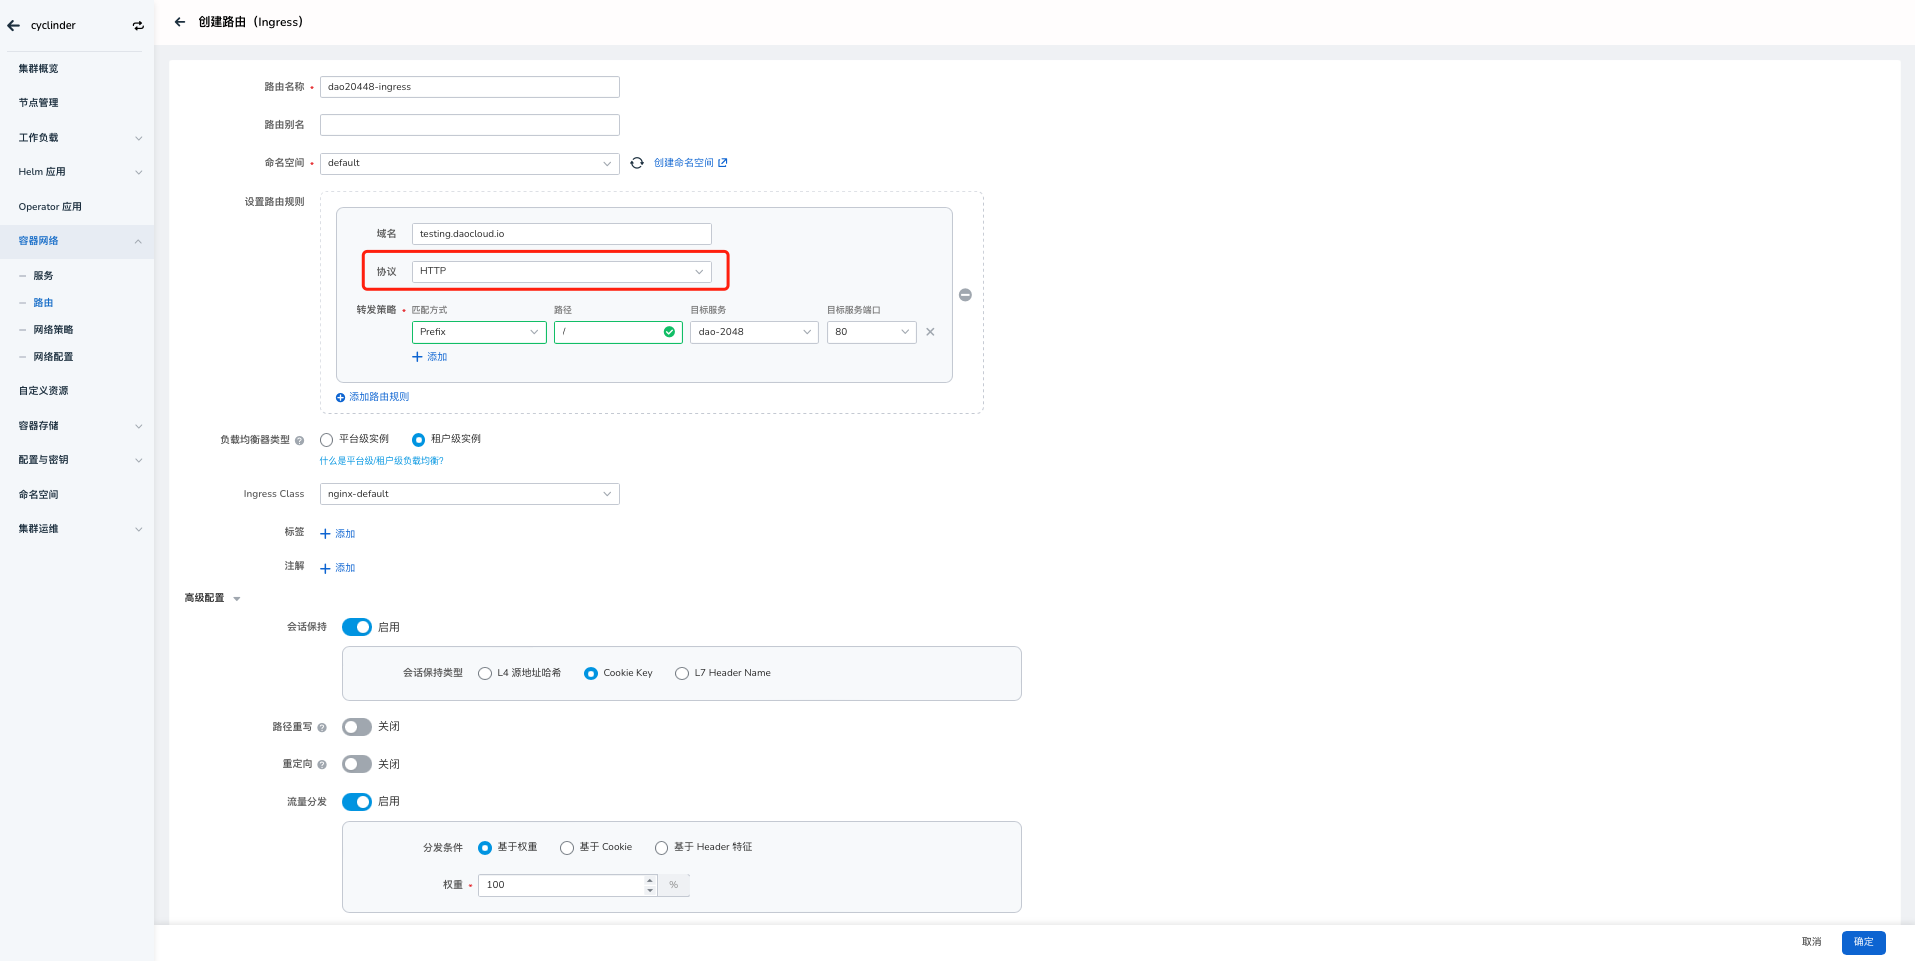 cyclinder
集群概览
节点管理
工作负载
Helm 应用
Operator 应用
容器网络
服务
路由
网络策略
网络配置
自定义资源
容器存储
配置与密钥
命名空间
集群运维
创建路由（Ingress）
路由名称 • dao20448-ingress
路由别名
命名空间 • default 创建命名空间
设置路由规则
域名 testing.daocloud.io
协议 HTTP
转发策略 • 匹配方式 路径 目标服务 目标服务端口
Prefix / dao-2048 80
添加
添加路由规则
负载均衡器类型 平台级实例 租户级实例
什么是平台级/租户级负载均衡?
Ingress Class nginx-default
标签 添加
注解 添加
高级配置
会话保持 启用
会话保持类型 L4 源地址哈希 Cookie Key L7 Header Name
路径重写 关闭
重定向 关闭
流量分发 启用
分发条件 基于权重 基于 Cookie 基于 Header 特征
权重 • 100 %
取消 确定